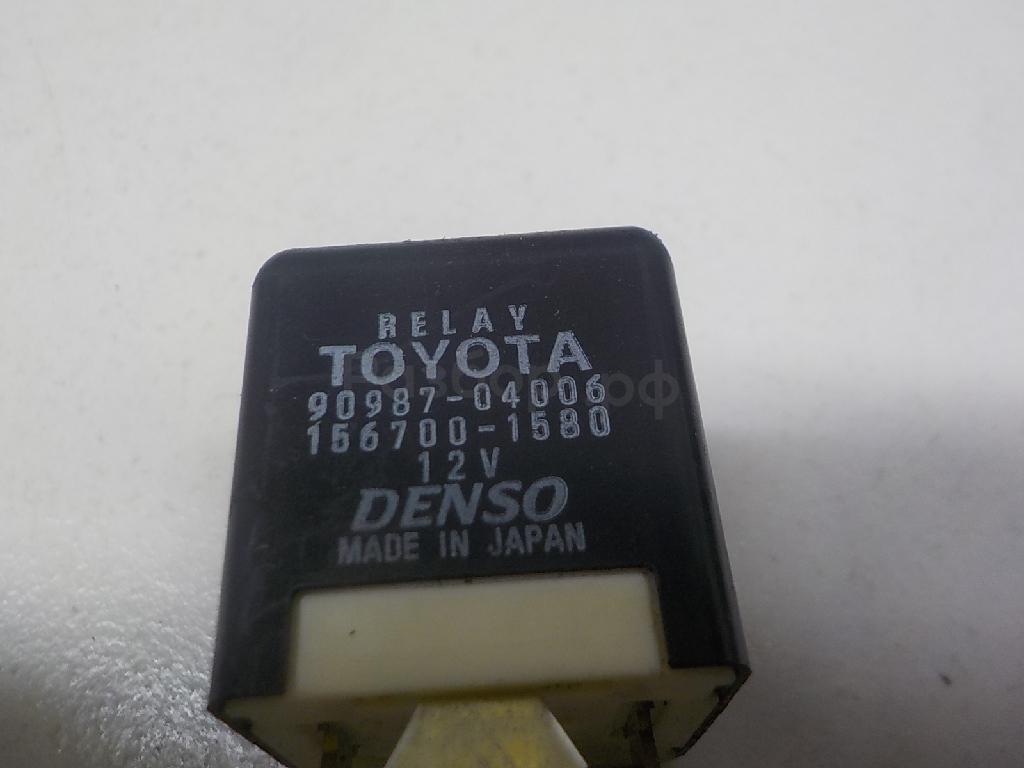 RELAY
TOYOTA
90987-04006
156700-1580
12V
DENSO
MADE IN JAPAN